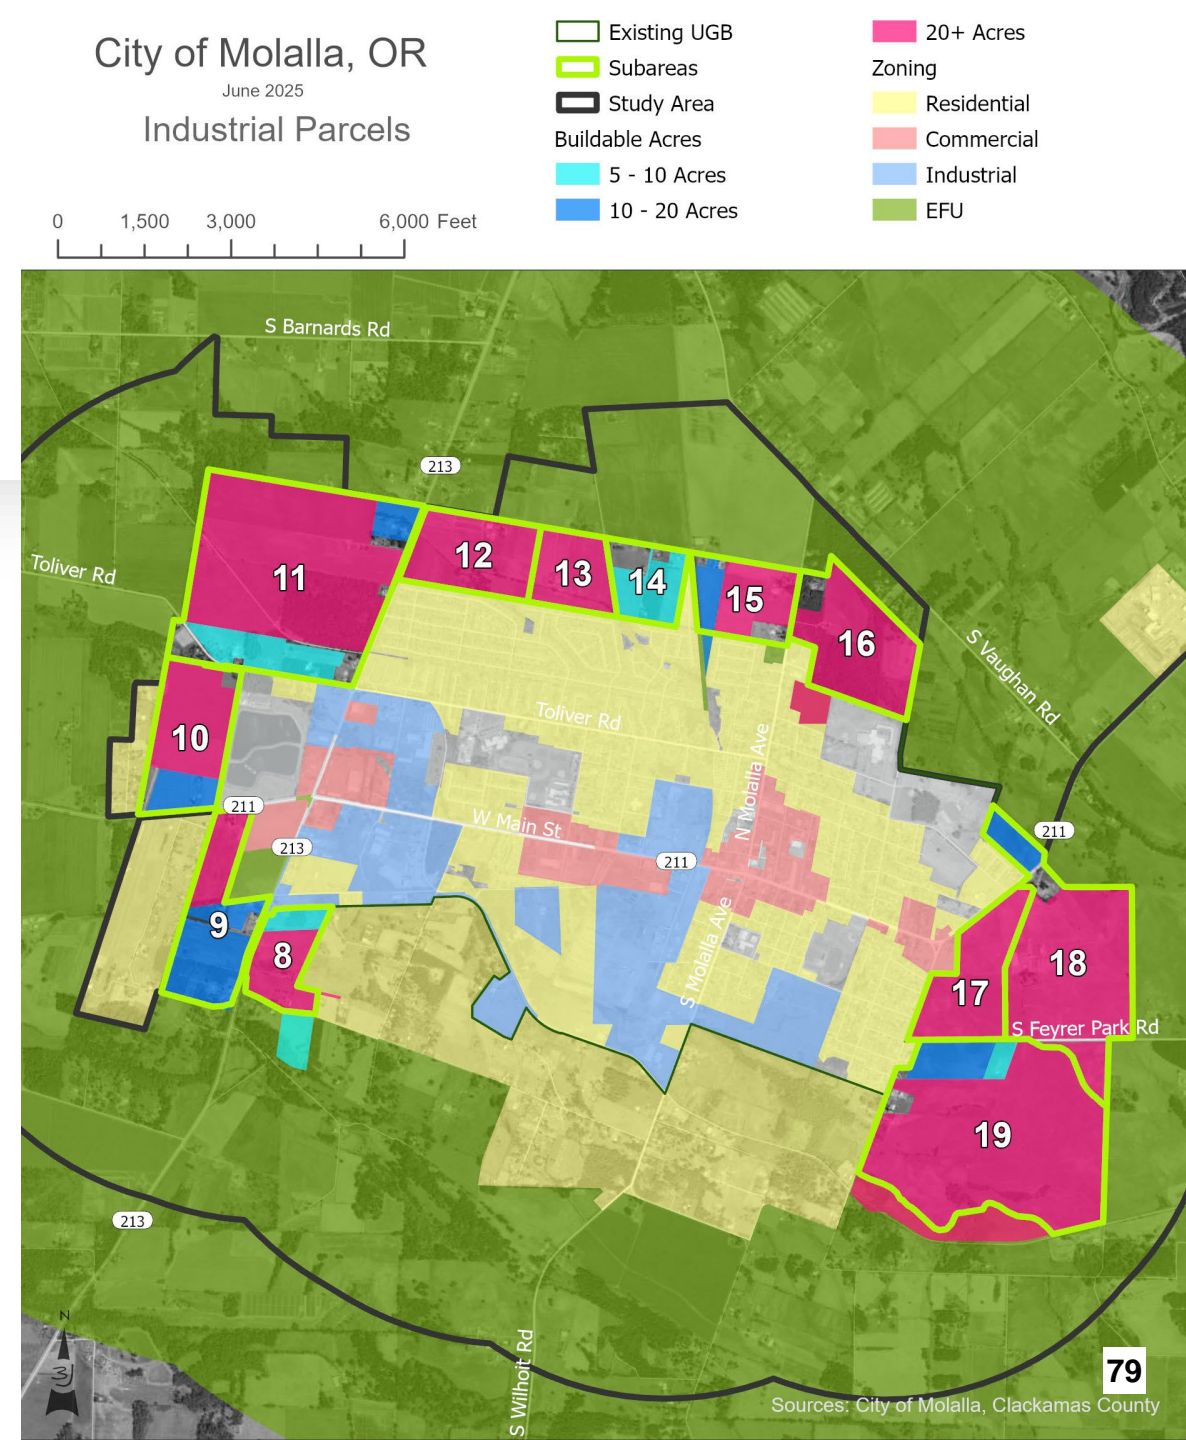 City of Molalla, OR
June 2025
Industrial Parcels
0 1,500 3,000 6,000 Feet
Existing UGB
Subareas
Study Area
Buildable Acres
5 - 10 Acres
10 - 20 Acres
20+ Acres
Zoning
Residential
Commercial
Industrial
EFU
S Barnards Rd
213
Toliver Rd
11
12
13
14
15
16
S Vaughan Rd
10
Toliver Rd
N Molalla Ave
211
W Main St
211
213
211
9
8
S Molalla Ave
17
18
S Feyrer Park Rd
19
213
N
S Wilhoit Rd
79
Sources: City of Molalla, Clackamas County